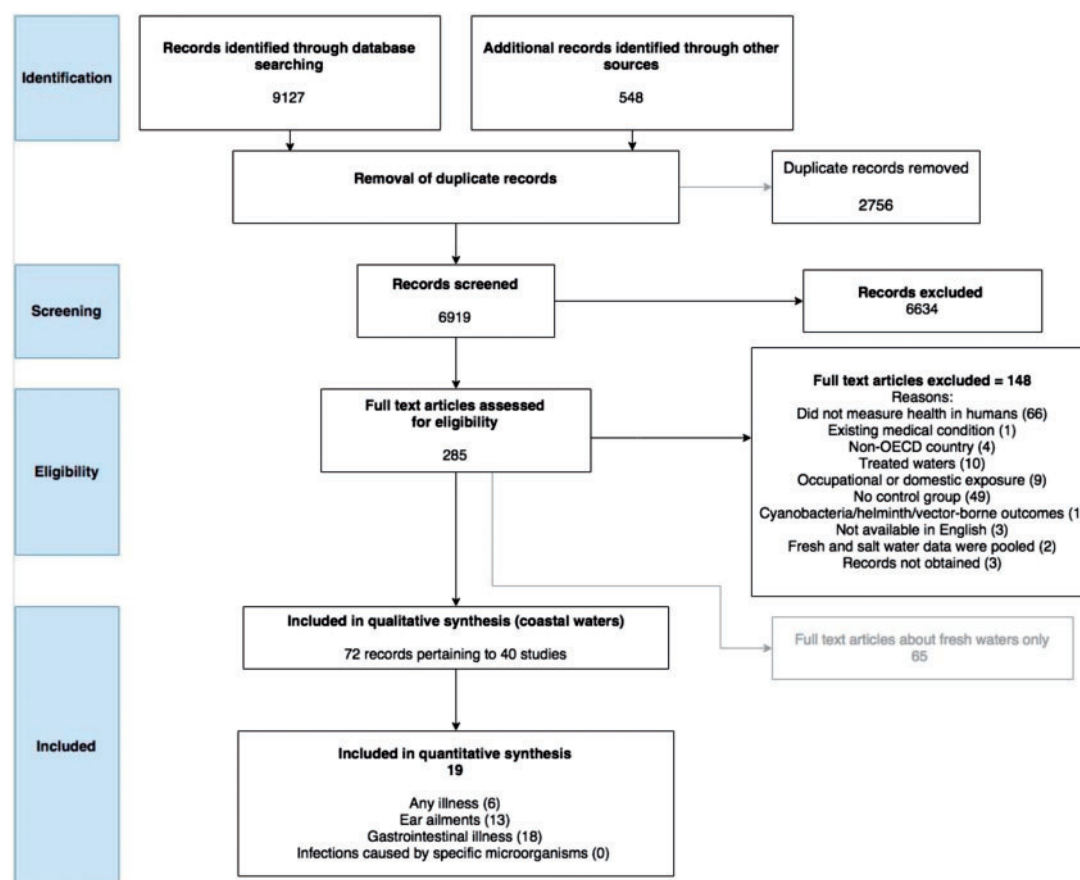 Identification
Records identified through database
searching
9127
Additional records identified through other
sources
548
Removal of duplicate records
Duplicate records removed
2756
Screening
Records screened
6919
Records excluded
6634
Eligibility
Full text articles assessed
for eligibility
285
Full text articles excluded = 148
Reasons:
Did not measure health in humans (66)
Existing medical condition (1)
Non-OECD country (4)
Treated waters (10)
Occupational or domestic exposure (9)
No control group (49)
Cyanobacteria/helminth/vector-borne outcomes (1
Not available in English (3)
Fresh and salt water data were pooled (2)
Records not obtained (3)
Full text articles about fresh waters only
65
Included
Included in qualitative synthesis (coastal waters)
72 records pertaining to 40 studies
Included in quantitative synthesis
19
Any illness (6)
Ear ailments (13)
Gastrointestinal illness (18)
Infections caused by specific microorganisms (0)